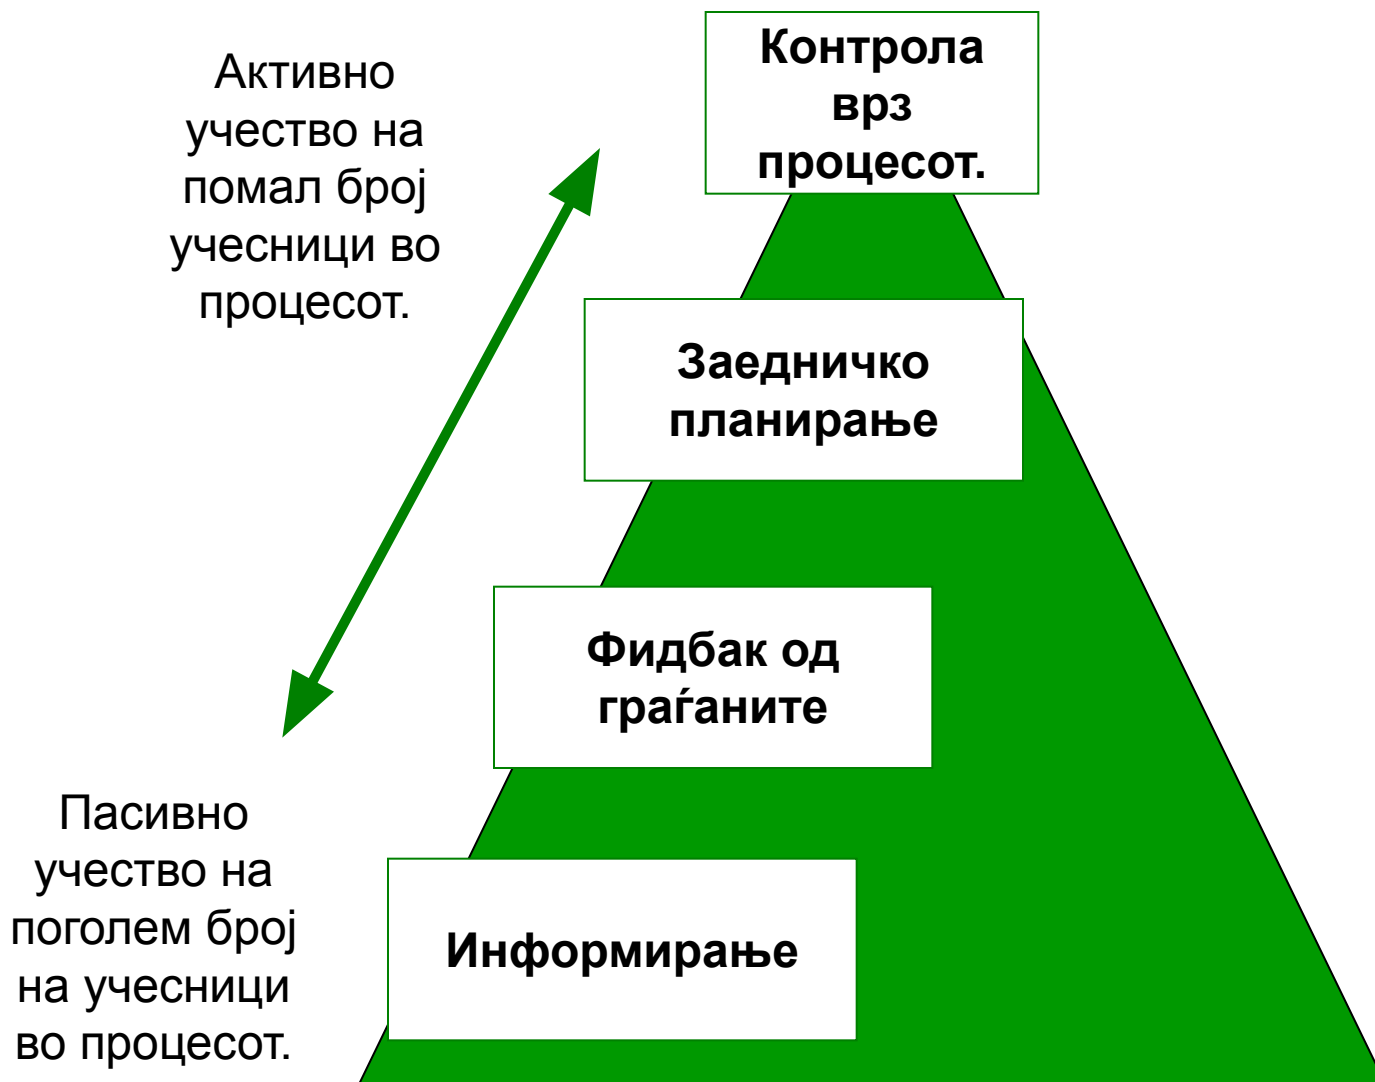 Активно
учество на
помал број
учесници во
процесот.
Контрола
врз
процесот.
Заедничко
планирање
Фидбак од
граѓаните
Пасивно
учество на
поголем број
на учесници
во процесот.
Информирање